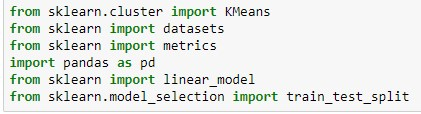 from sklearn.cluster import KMeans
from sklearn import datasets
from sklearn import metrics
import pandas as pd
from sklearn import linear_model
from sklearn.model_selection import train_test_split